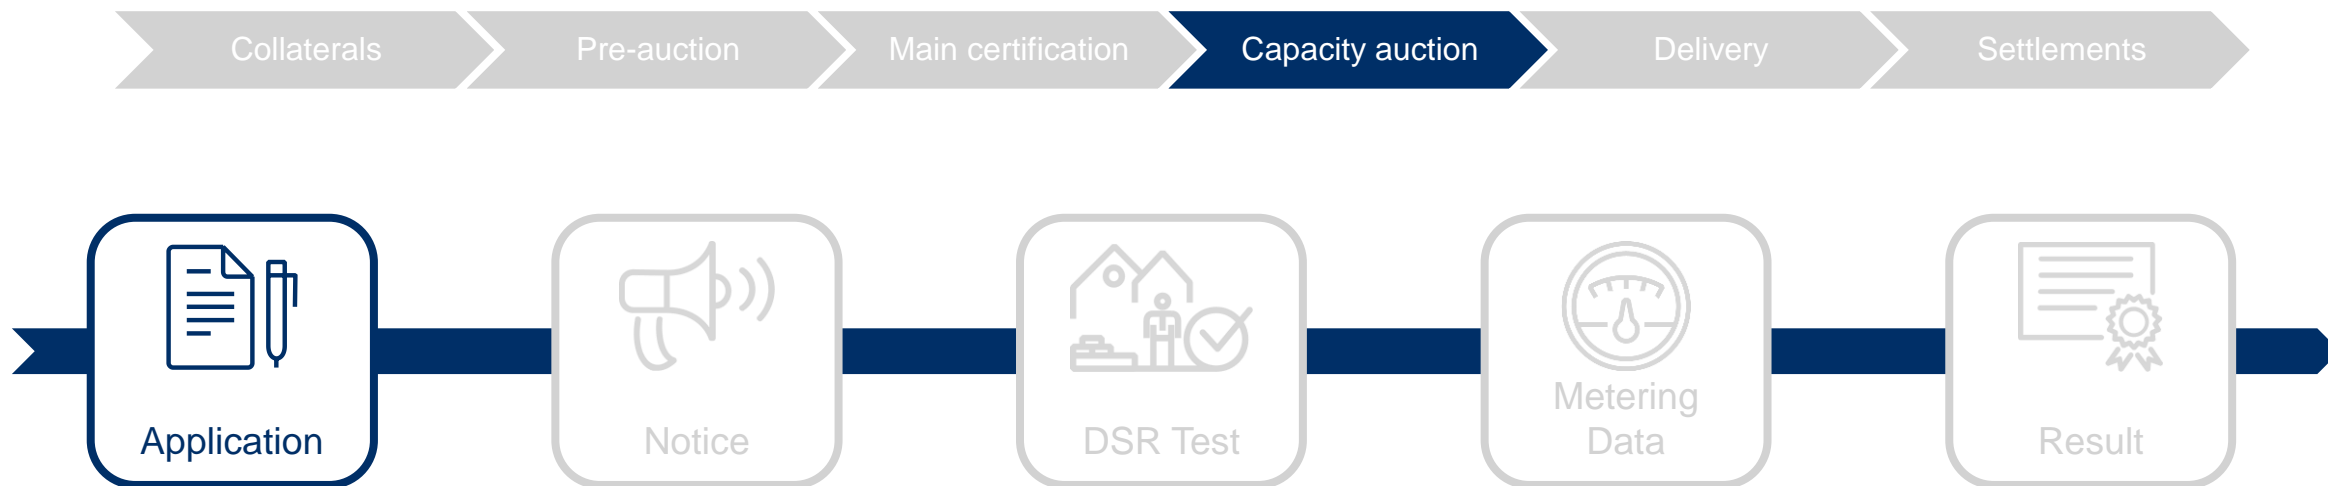 Collaterals
Pre-auction
Main certification
Capacity auction
Delivery
Settlements
Application
Notice
DSR Test
Metering
Data
Result